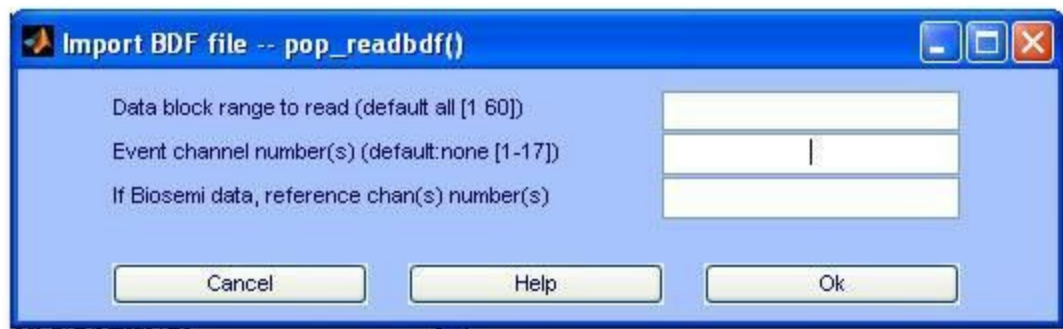 Import BDF file -- pop_readbdf()
Data block range to read (default all [1 60])
Event channel number(s) (default:none [1-17])
If Biosemi data, reference chan(s) number(s)
Cancel Help Ok